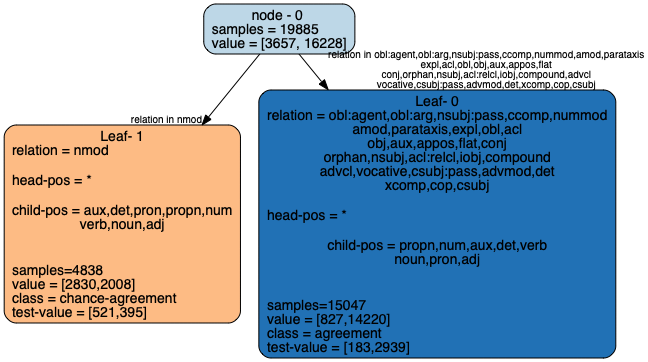 node - 0
samples = 19885
value = [3657, 16228]
relation in obl:agent,obl:arg,nsubj:pass,ccomp,nummod,amod,parataxis
expl,acl,obl,obj,aux,appos,flat
conj,orphan,nsubj,acl:relcl,iobj,compound,advcl
vocative,csubj:pass,advmod,det,xcomp,cop,csubj
relation in nmod
Leaf- 1
relation = nmod
head-pos = *
child-pos = aux,det,pron,propn,num
verb,noun,adj
samples=4838
value = [2830,2008]
class = chance-agreement
test-value = [521,395]
Leaf- 0
relation = obl:agent,obl:arg,nsubj:pass,ccomp,nummod
amod,parataxis,expl,obl,acl
obj,aux,appos,flat,conj
orphan,nsubj,acl:relcl,iobj,compound
advcl,vocative,csubj:pass,advmod,det
xcomp,cop,csubj
head-pos = *
child-pos = propn,num,aux,det,verb
noun,pron,adj
samples=15047
value = [827,14220]
class = agreement
test-value = [183,2939]